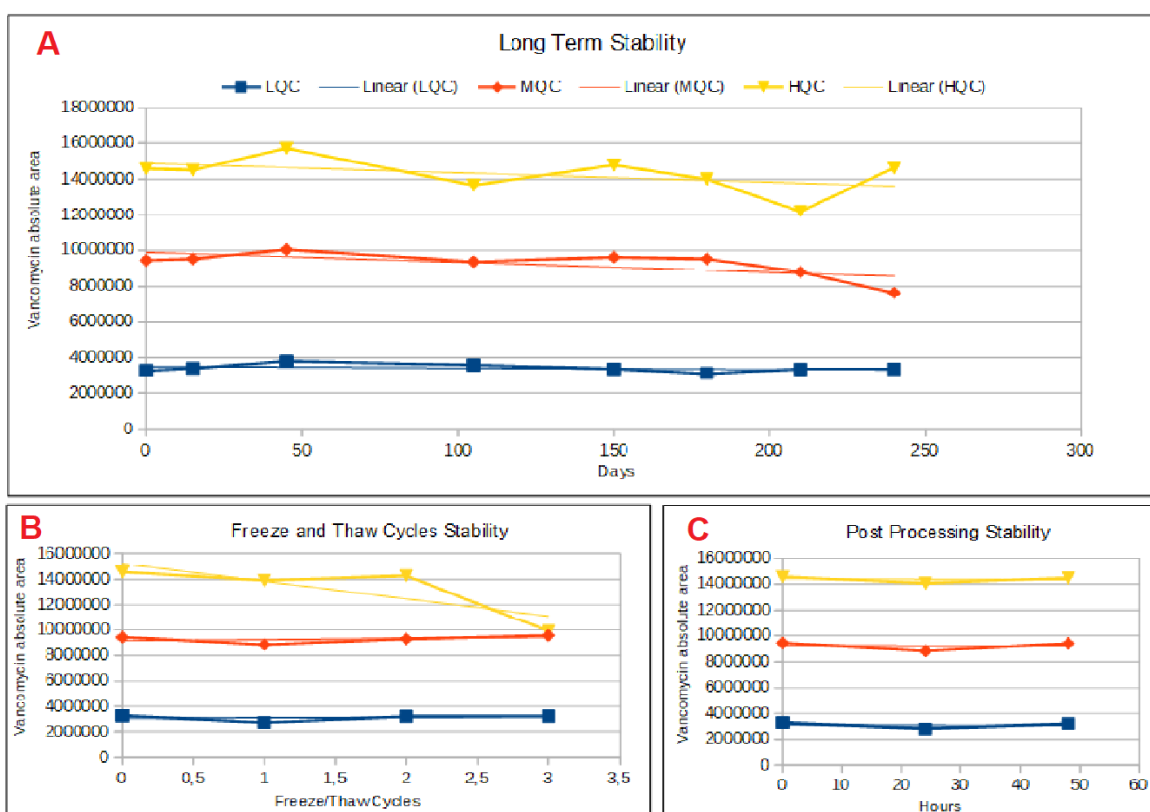 A
Long Term Stability
LQC Linear (LQC) MQC Linear (MQC) HQC Linear (HQC)
Vancomycin absolute area
18000000
16000000
14000000
12000000
10000000
8000000
6000000
4000000
2000000
0
0 50 100 150 200 250 300
Days
B
Freeze and Thaw Cycles Stability
Vancomycin absolute area
16000000
14000000
12000000
10000000
8000000
6000000
4000000
2000000
0
0 0,5 1 1,5 2 2,5 3 3,5
Freeze/Thaw Cycles
C
Post Processing Stability
Vancomycin absolute area
16000000
14000000
12000000
10000000
8000000
6000000
4000000
2000000
0
0 10 20 30 40 50 60
Hours